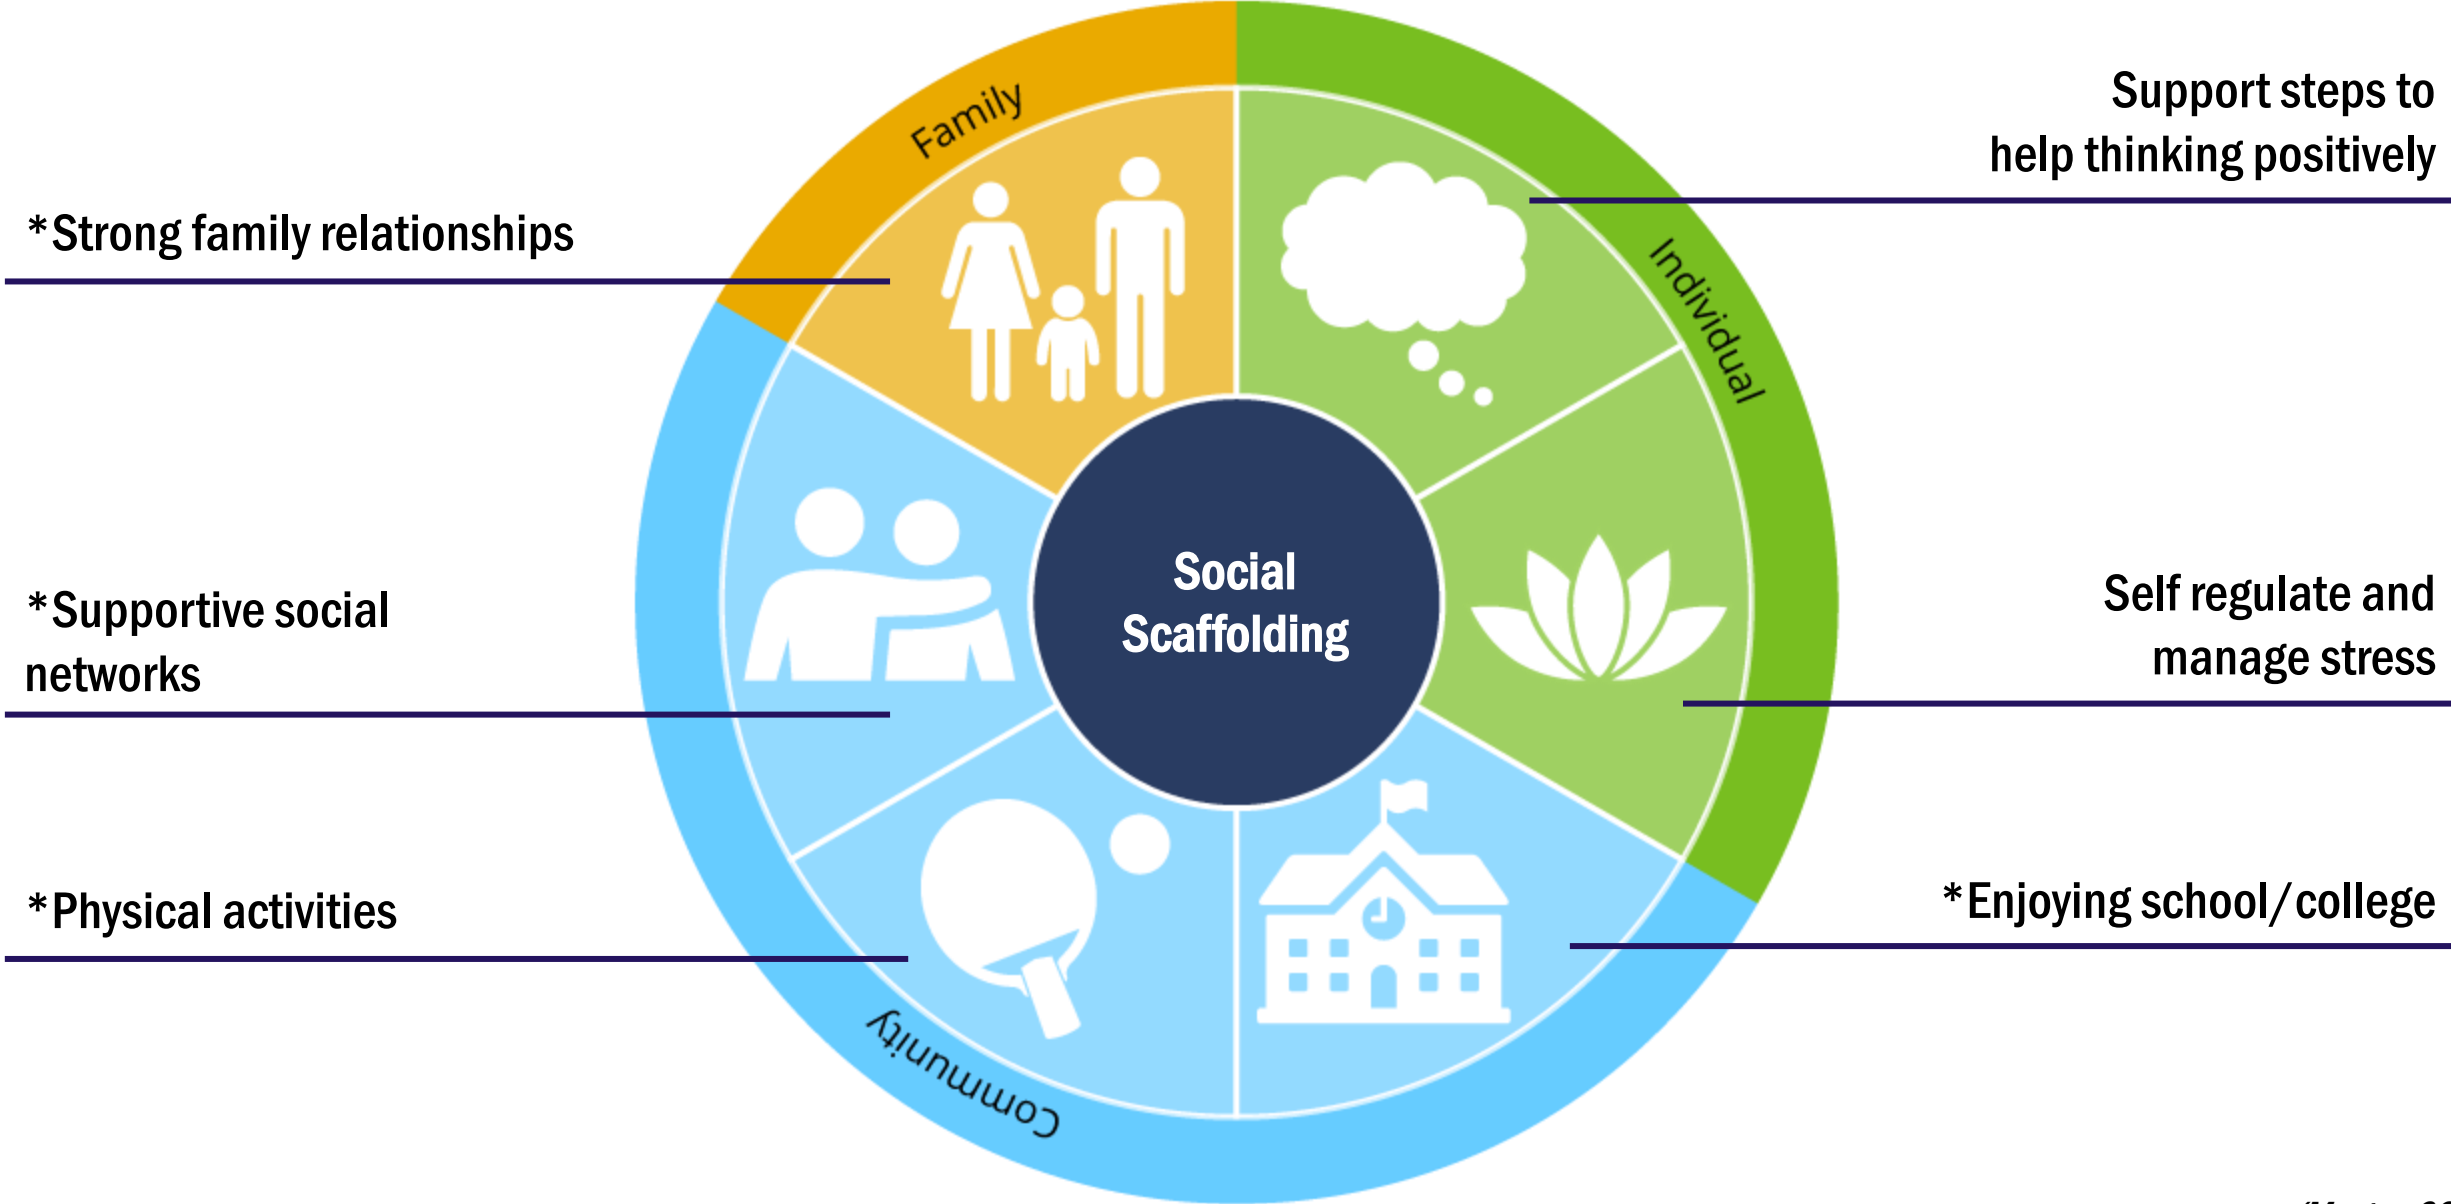 Family
Individual
Community
Social
Scaffolding
*Strong family relationships
*Supportive social
networks
*Physical activities
Support steps to
help thinking positively
Self regulate and
manage stress
*Enjoying school/college